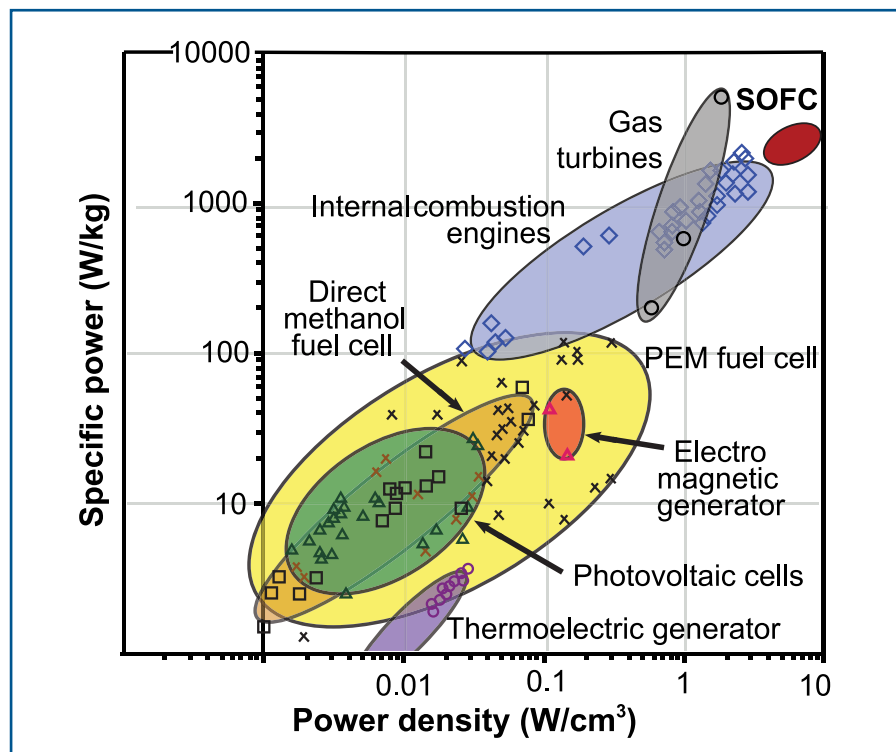 10000
SOFC
Gas
turbines
1000
Internal combustion
engines
Direct
methanol
fuel cell
100
PEM fuel cell
Specific power (W/kg)
Electro
magnetic
generator
10
Photovoltaic cells
Thermoelectric generator
0.01
0.1
1
10
Power density (W/cm³)